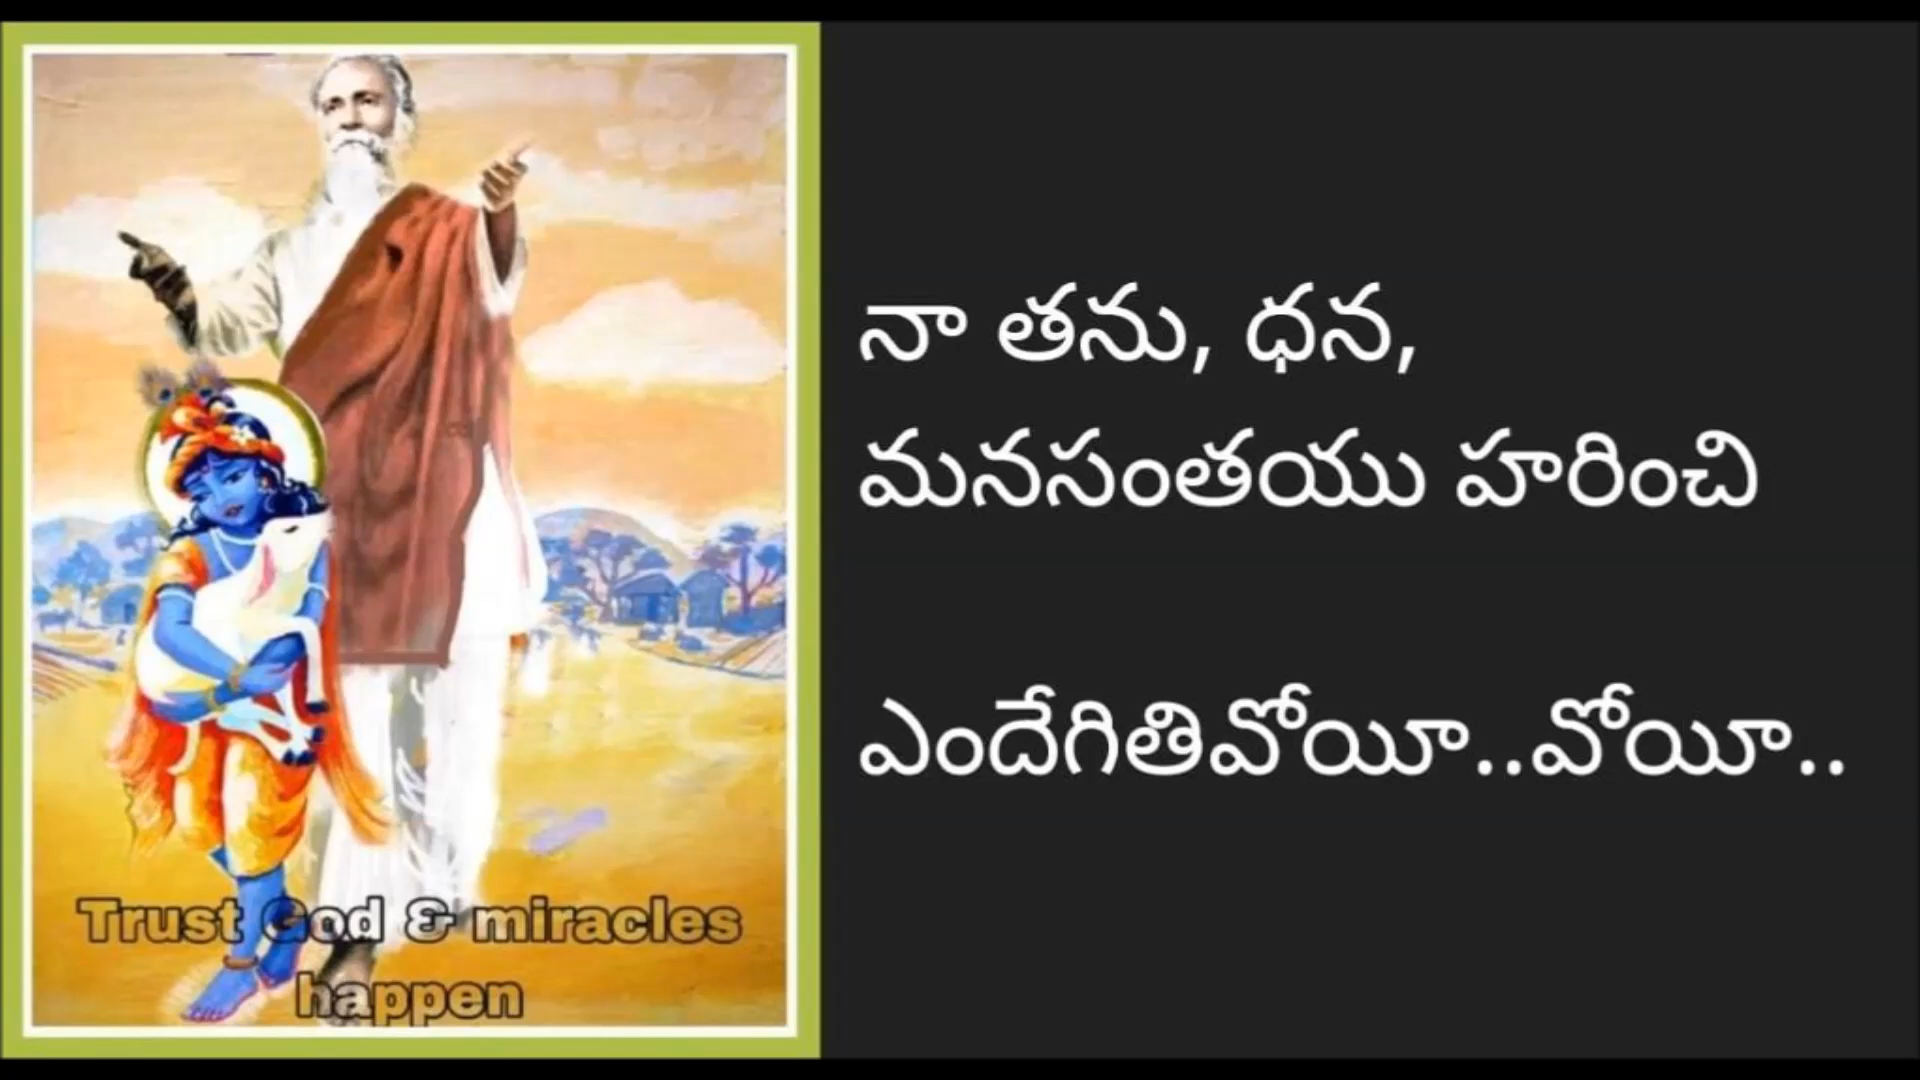 నా తను, ధన,
మనసంతయు హరించి
ఎందేగితివోయీ..వోయీ..
Trust God & miracles
happen